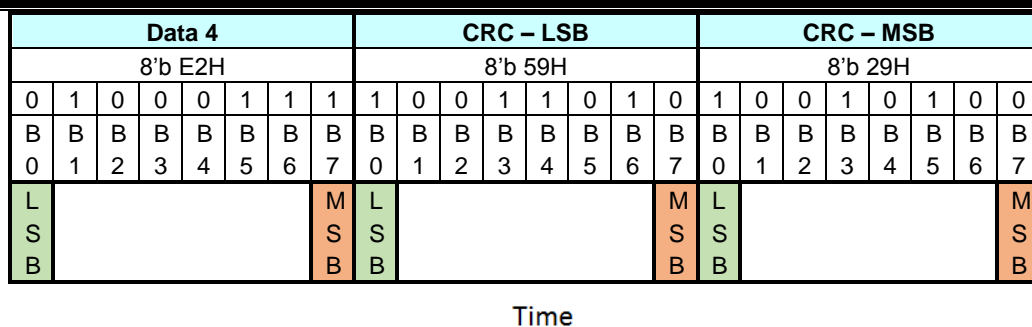 Data 4 CRC – LSB CRC – MSB
8’b E2H 8’b 59H 8’b 29H
0 1 0 0 0 1 1 1 1 0 0 1 1 0 1 0 1 0 0 1 0 1 0 0
B B B B B B B B B B B B B B B B B B B B B B B B
0 1 2 3 4 5 6 7 0 1 2 3 4 5 6 7 0 1 2 3 4 5 6 7
L M L M L M
S S S S S S
B B B B B B
Time